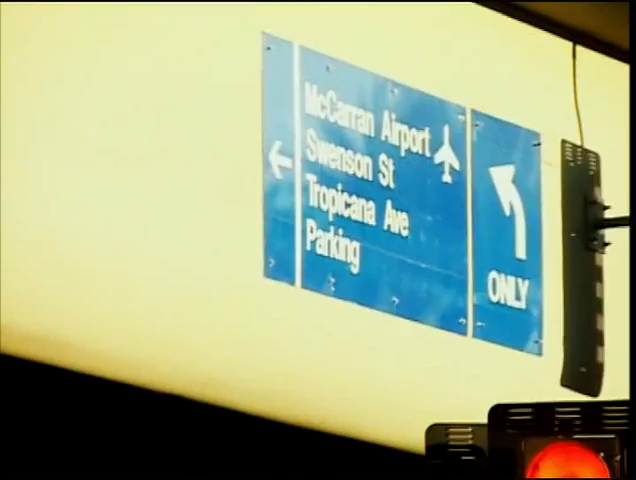 McCarran Airport
Swenson St
Tropicana Ave
Parking
ONLY